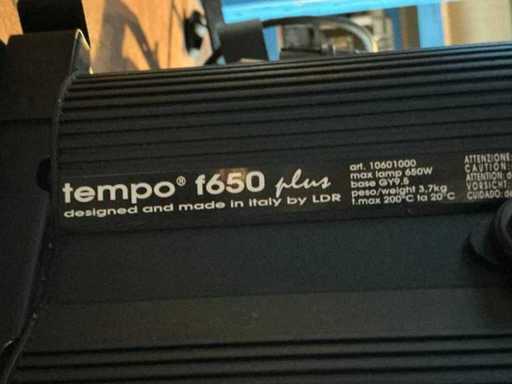 tempo® f650 plus
designed and made in italy by LDR
art. 10601000
max lamp 650W
base GY9.5
peso/weight 3,7kg
t.max 200°C ta 20°C
ATTENZIONE:
CAUTION:
ATTENTION:
VORSICHT
CUIDADO: